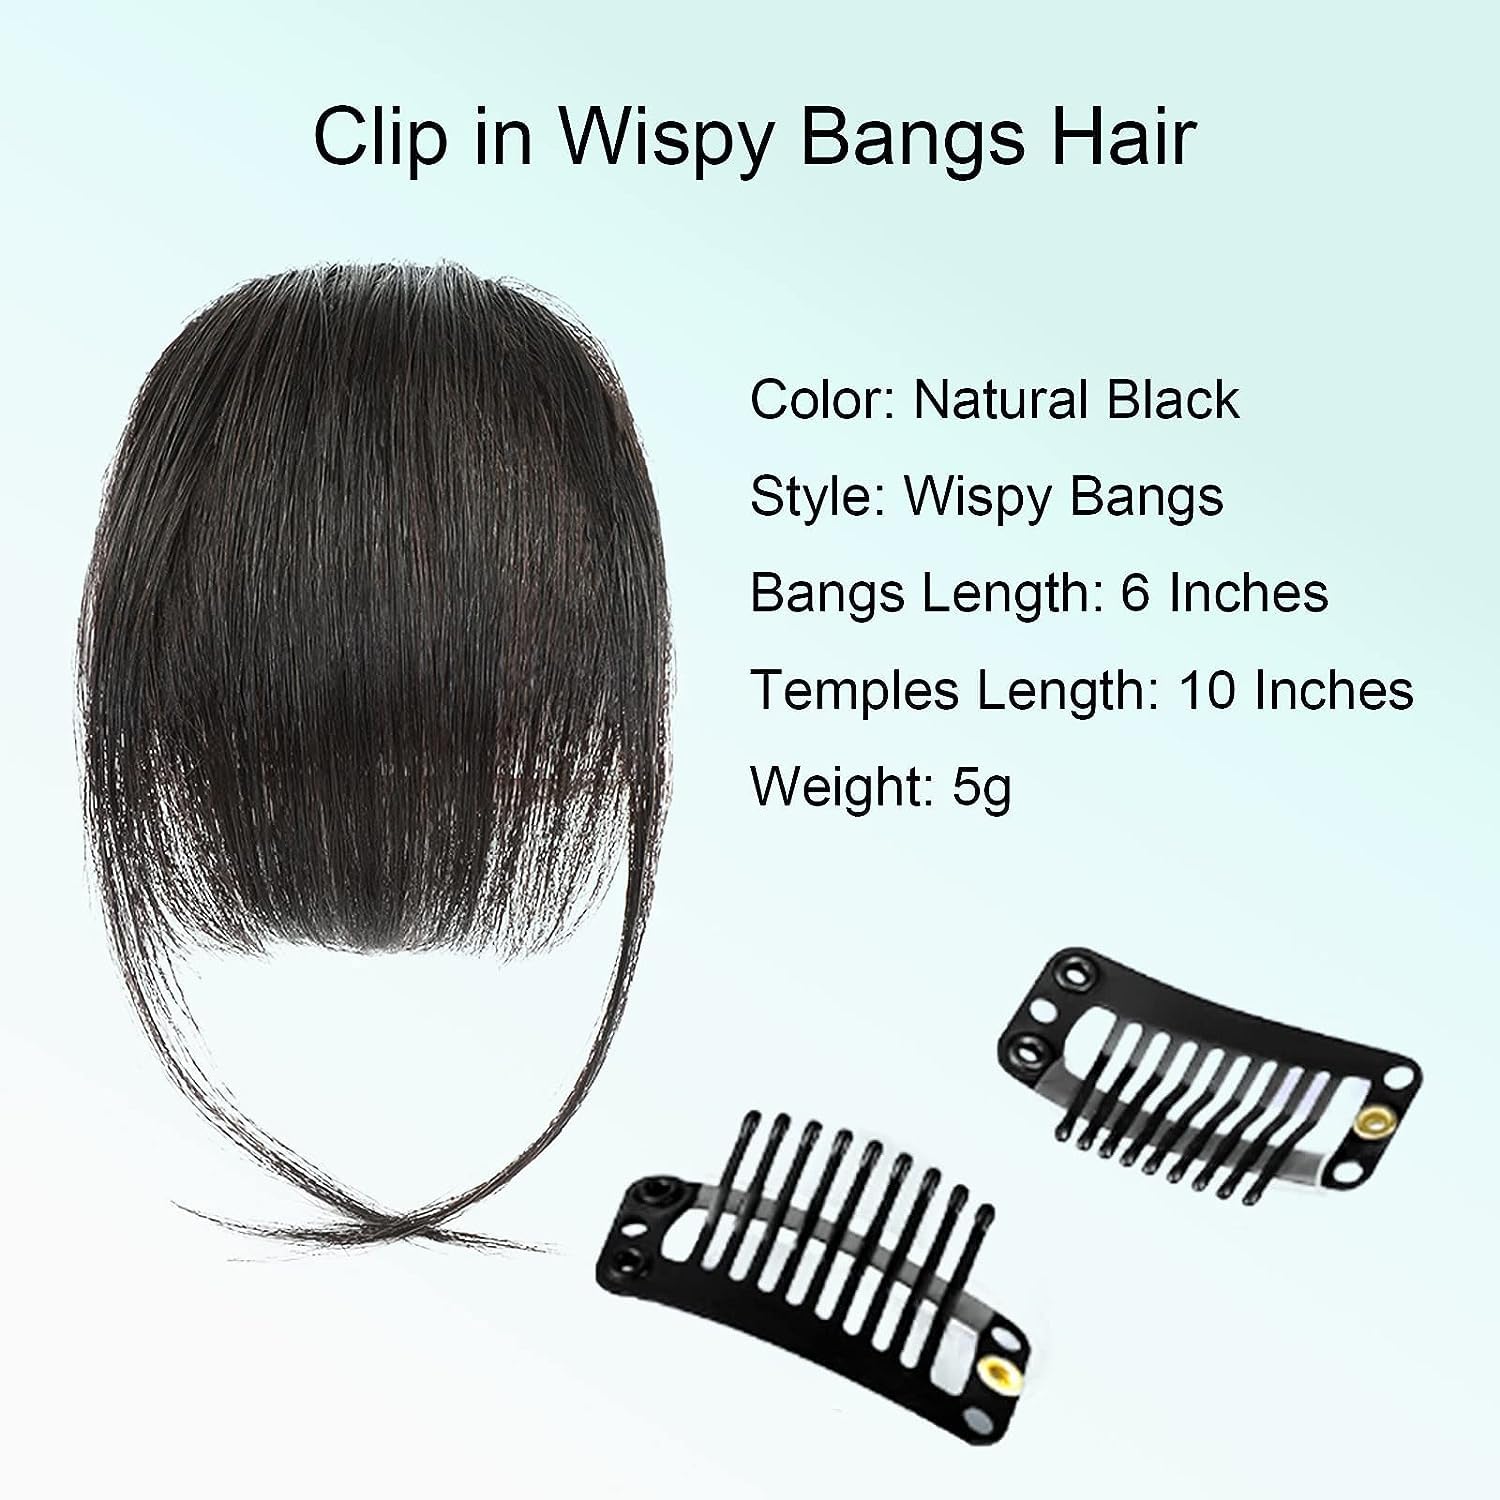 Clip in Wispy Bangs Hair
Color: Natural Black
Style: Wispy Bangs
Bangs Length: 6 Inches
Temples Length: 10 Inches
Weight: 5g